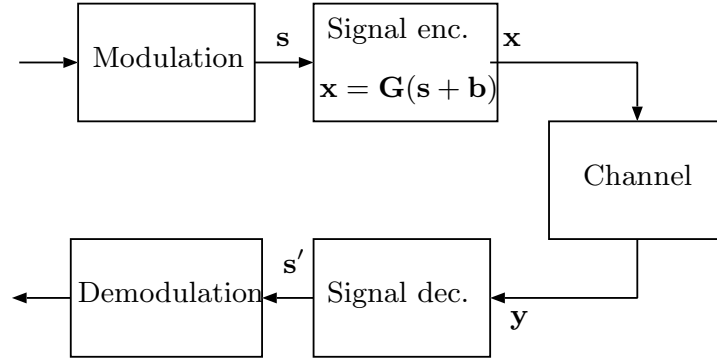 Modulation
s
Signal enc.
x = G(s + b)
x
Channel
y
Signal dec.
s′
Demodulation